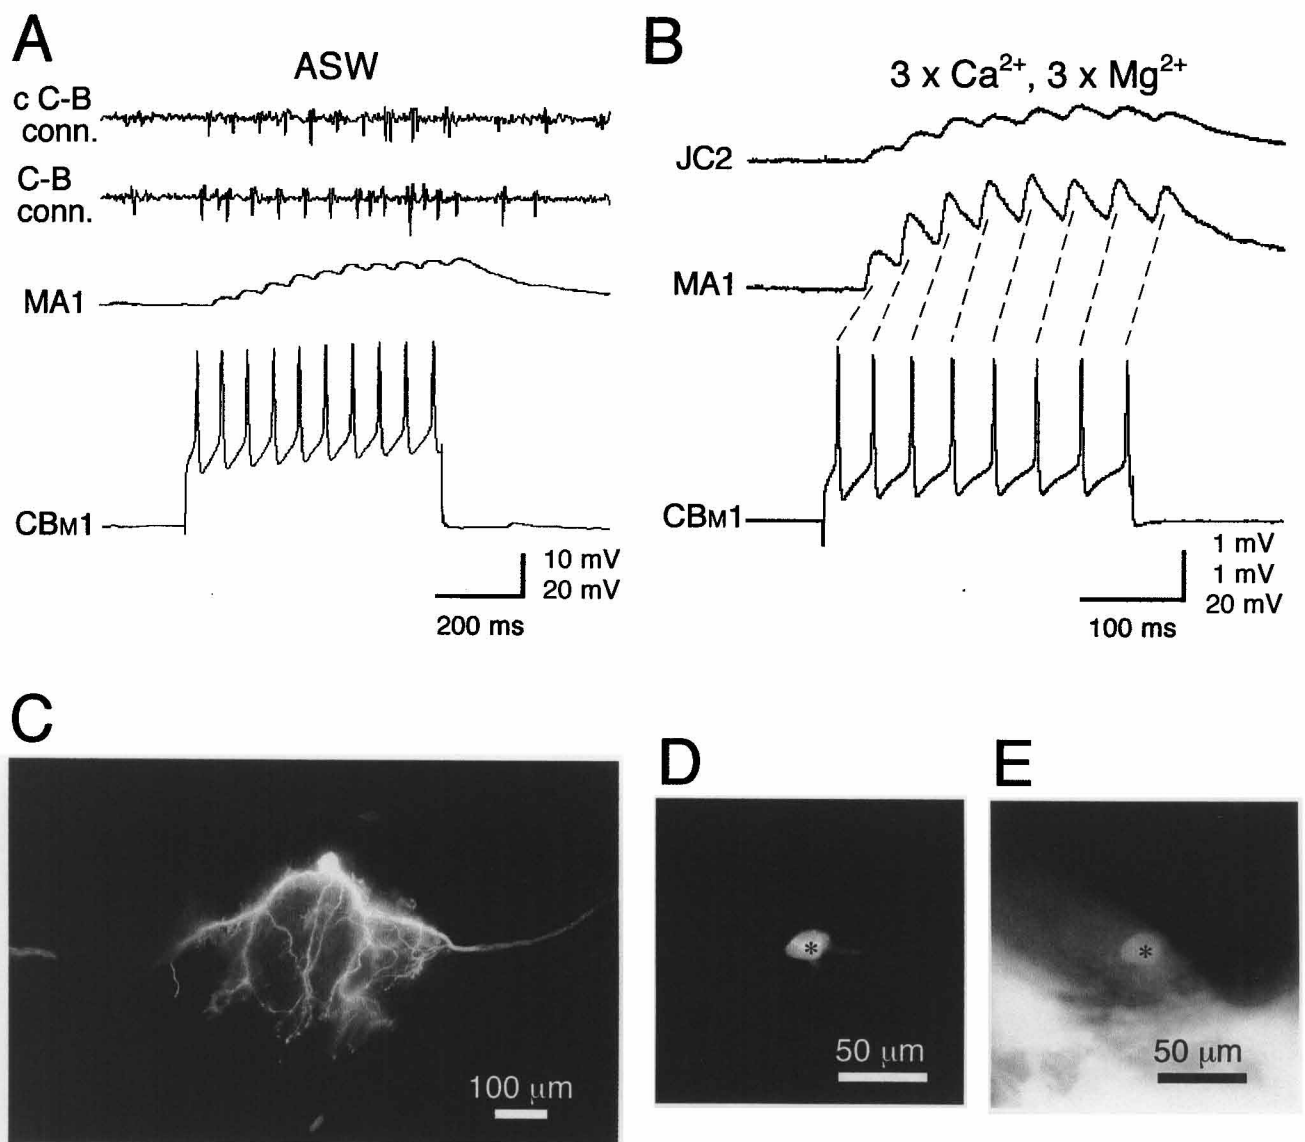 A
ASW
c C-B
conn.
C-B
conn.
MA1
CBM1
10 mV
20 mV
200 ms
B
3 x Ca²⁺, 3 x Mg²⁺
JC2
MA1
CBM1
1 mV
1 mV
20 mV
100 ms
C
100 μm
D
*
50 μm
E
*
50 μm